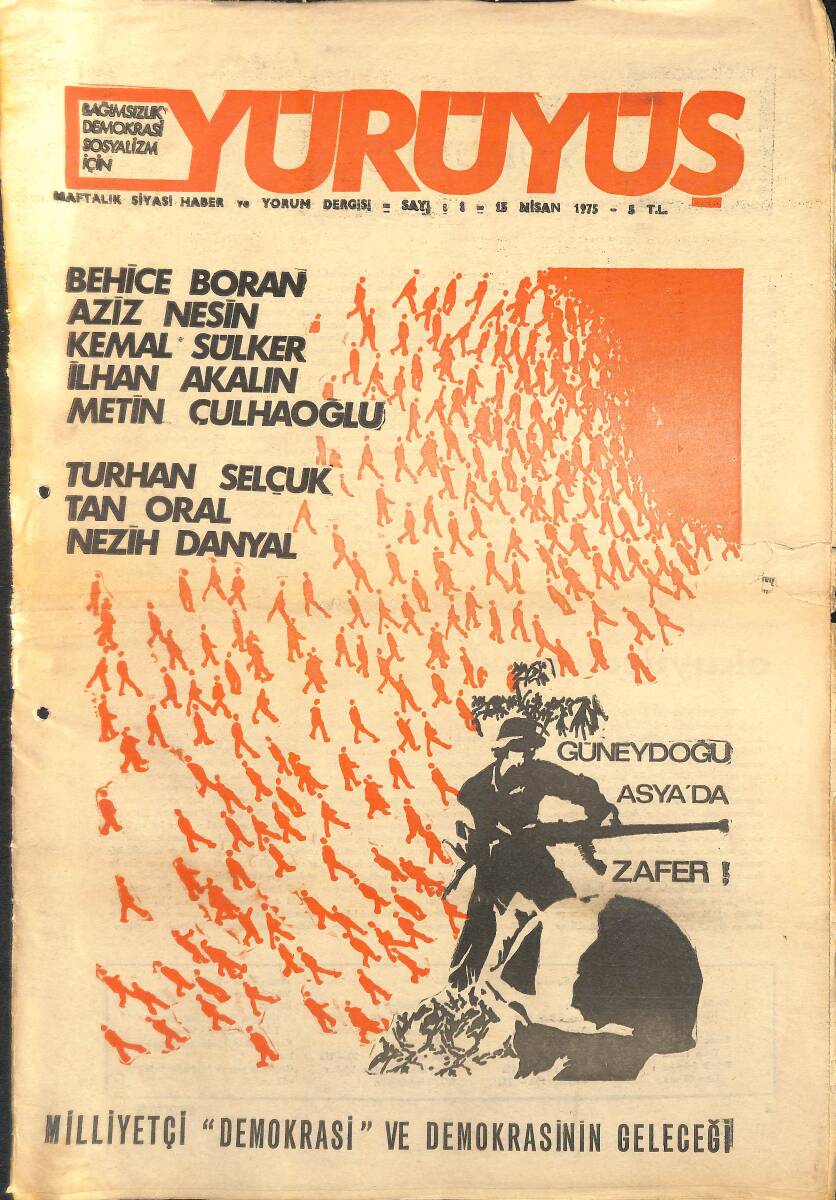 BAĞIMSIZLIK
DEMOKRASİ
SOSYALİZM
İÇİN
YÜRÜYÜŞ
HAFTALIK SİYASİ HABER ve YORUM DERGİSİ = SAYI : 1 = 15 NİSAN 1975 - 5 T.L.
BEHİCE BORAN
AZİZ NESİN
KEMAL SÜLKER
İLHAN AKALIN
METİN ÇULHAOĞLU
TURHAN SELÇUK
TAN ORAL
NEZİH DANYAL
GÜNEYDOĞU
ASYA'DA
ZAFER !
MİLLİYETÇİ "DEMOKRASİ" VE DEMOKRASİNİN GELECEĞİ